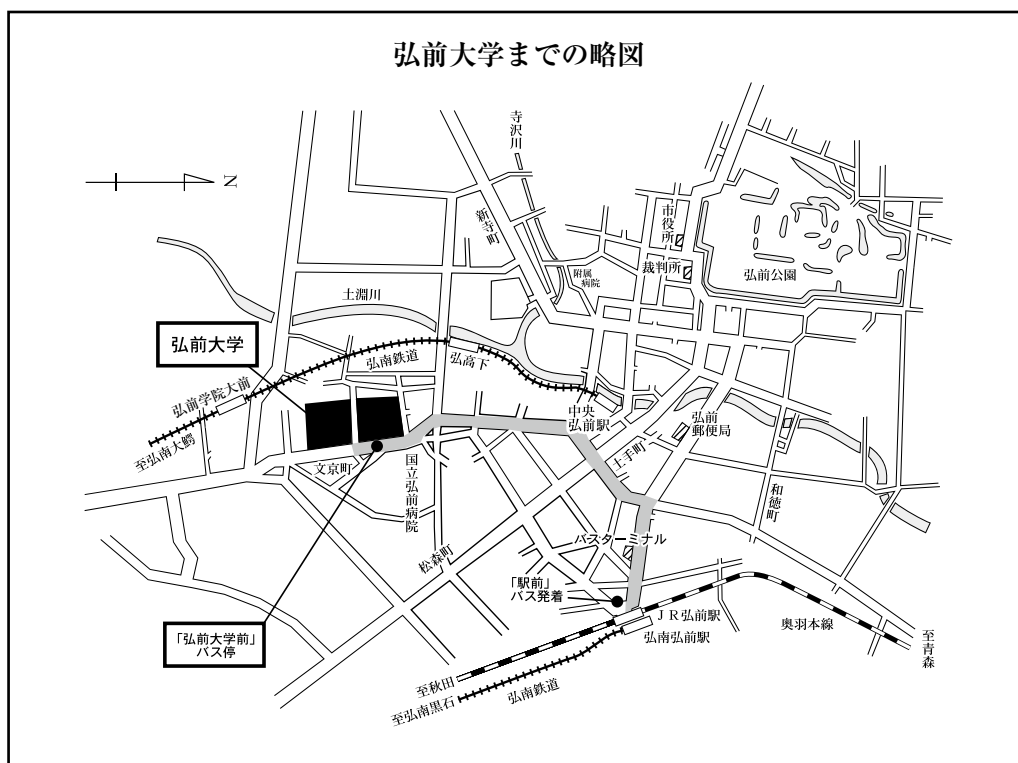 弘前大学までの略図
寺沢川
N
新寺町
市役所
裁判所
附属
病院
弘前公園
土淵川
弘前大学
弘南鉄道
弘高下
弘前学院大前
至弘南大鰐
中央
弘前駅
弘前
郵便局
土手町
文京町
国立弘前病院
和徳町
バスターミナル
松森町
「駅前」
バス発着
JR弘前駅
弘南弘前駅
奥羽本線
至青森
「弘前大学前」
バス停
至秋田
至弘南黒石
弘南鉄道